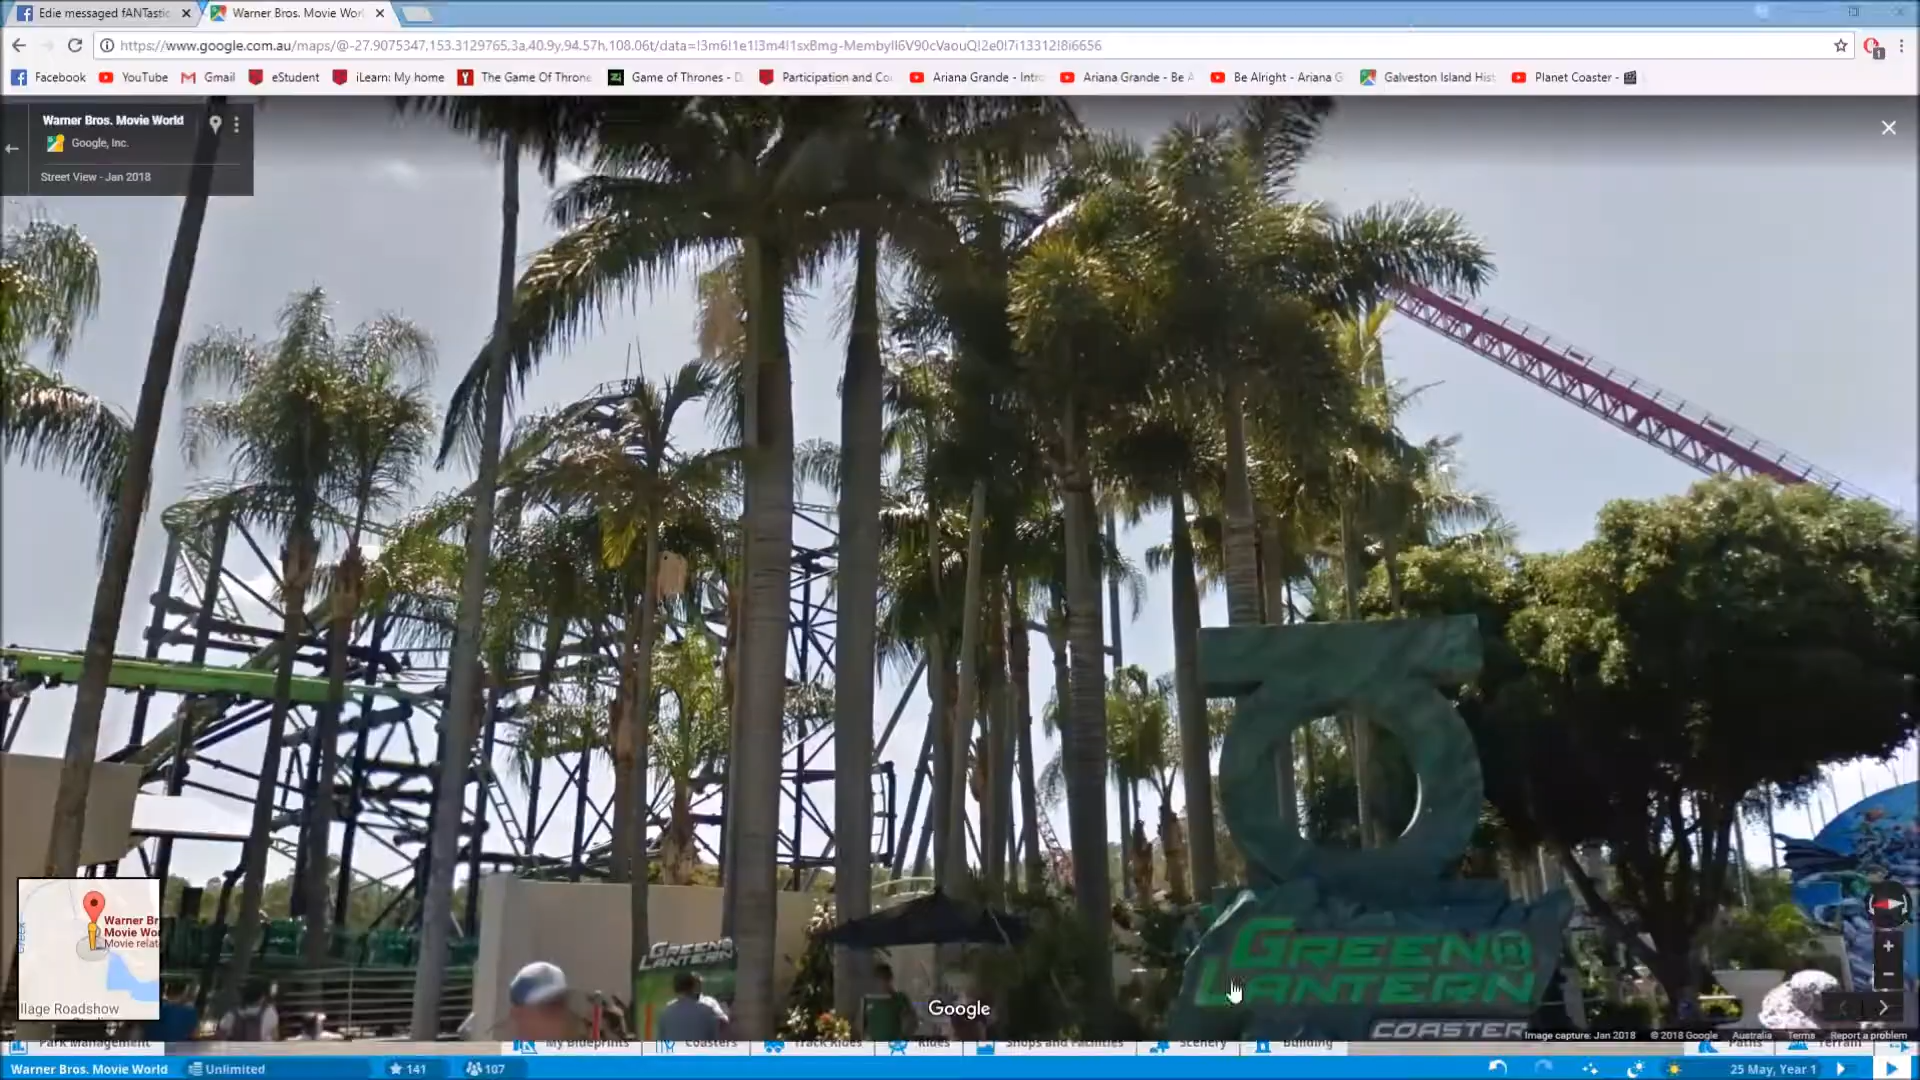 Edie messaged fANTastic
Warner Bros. Movie Wor
https://www.google.com.au/maps/@-27.9075347,153.3129765,3a,40.9y,94.57h,108.06t/data=!3m6!1e1!3m4!1sxBmg-MembyII6V90cVaouQ!2e0!7i13312!8i6656
Facebook YouTube Gmail eStudent iLearn: My home The Game Of Throne Game of Thrones - D Participation and Co Ariana Grande - Intro Ariana Grande - Be A Be Alright - Ariana G Galveston Island Hist Planet Coaster -
Warner Bros. Movie World
Google, Inc.
Street View - Jan 2018
GREEN
LANTERN
GREEN
LANTERN
COASTER
Warner Br
Movie Wor
Movie relat
llage Roadshow
Google
Image capture: Jan 2018 © 2018 Google Australia Terms Report a problem
Park Management My Blueprints Coasters Track Rides Rides Shops and Facilities Scenery Building Paths Terrain
Warner Bros. Movie World Unlimited 141 107 25 May, Year 1